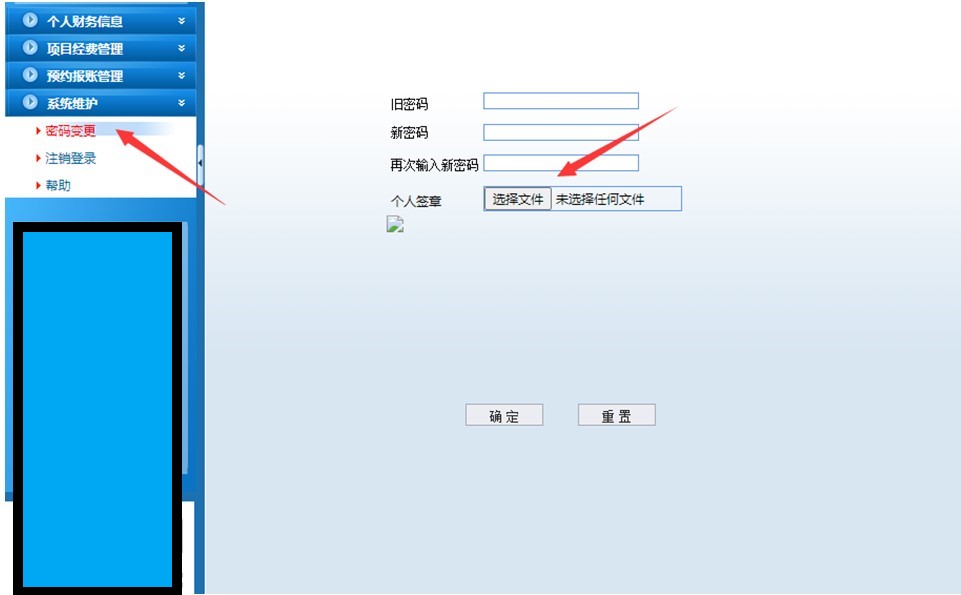 个人财务信息
项目经费管理
预约报账管理
系统维护
密码变更
注销登录
帮助
旧密码
新密码
再次输入新密码
个人签章 选择文件 未选择任何文件
确定 重置